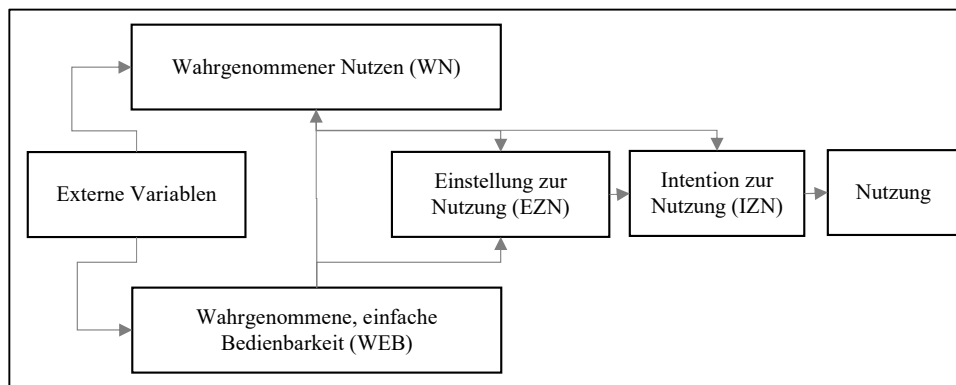 Wahrgenommener Nutzen (WN)
Externe Variablen
Einstellung zur
Nutzung (EZN)
Intention zur
Nutzung (IZN)
Nutzung
Wahrgenommene, einfache
Bedienbarkeit (WEB)